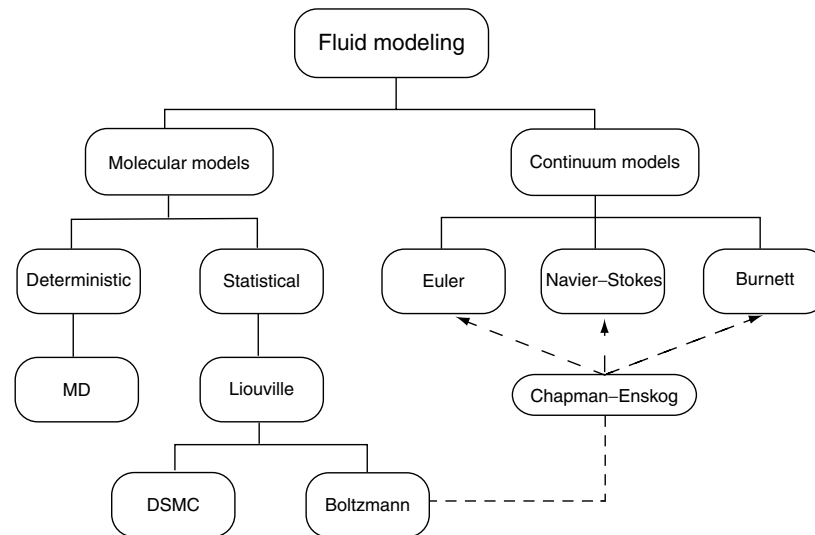 Fluid modeling
Molecular models
Continuum models
Deterministic
Statistical
Euler
Navier–Stokes
Burnett
MD
Liouville
Chapman–Enskog
DSMC
Boltzmann